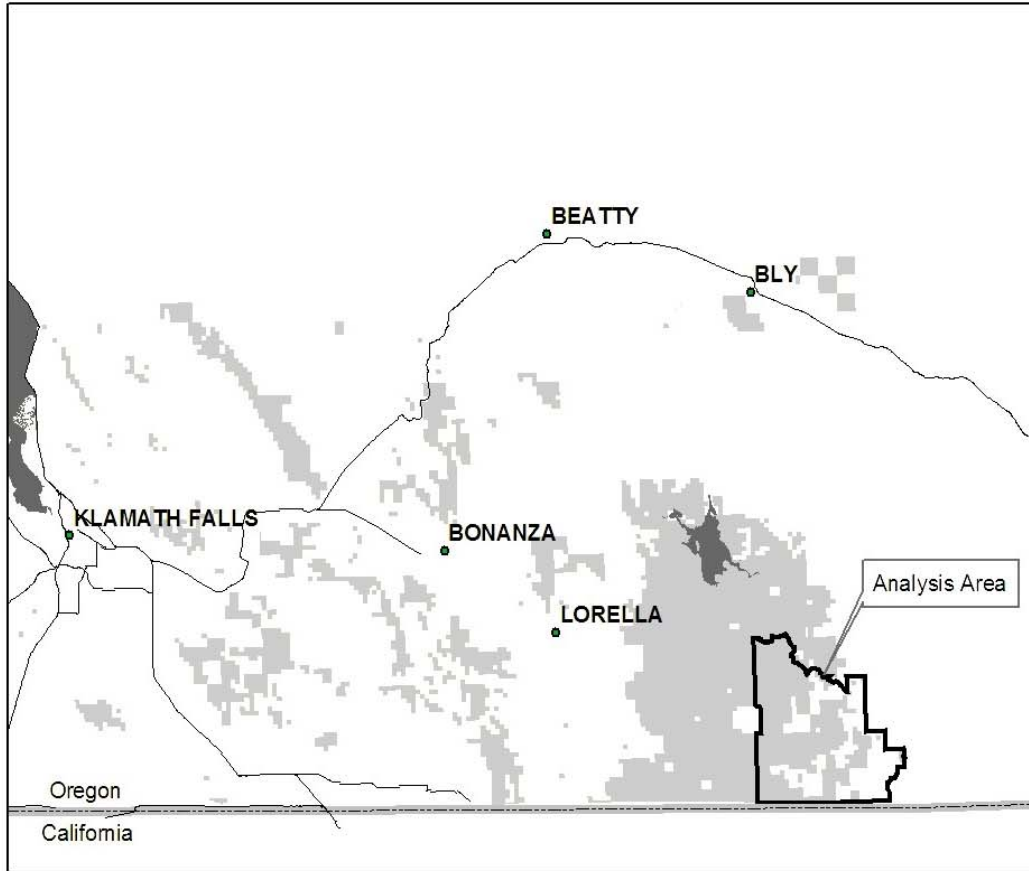 BEATTY
BLY
KLAMATH FALLS
BONANZA
Analysis Area
LORELLA
Oregon
California